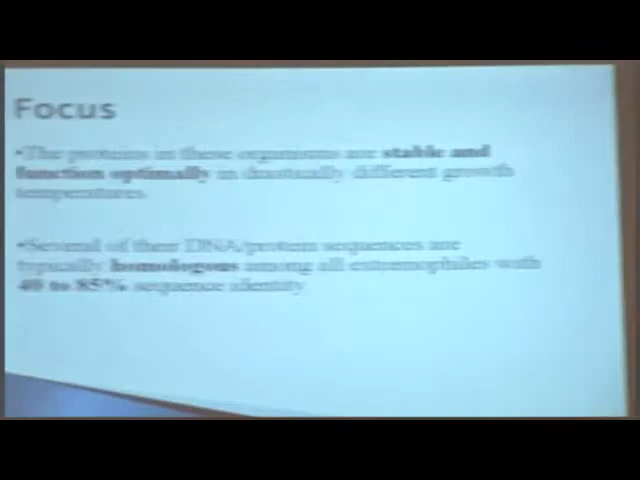 Focus
•The proteins in these organisms are stable and
function optimally in drastically different growth
temperatures.
•Several of their DNA/protein sequences are
typically homologous among all extremophiles with
40 to 85% sequence identity